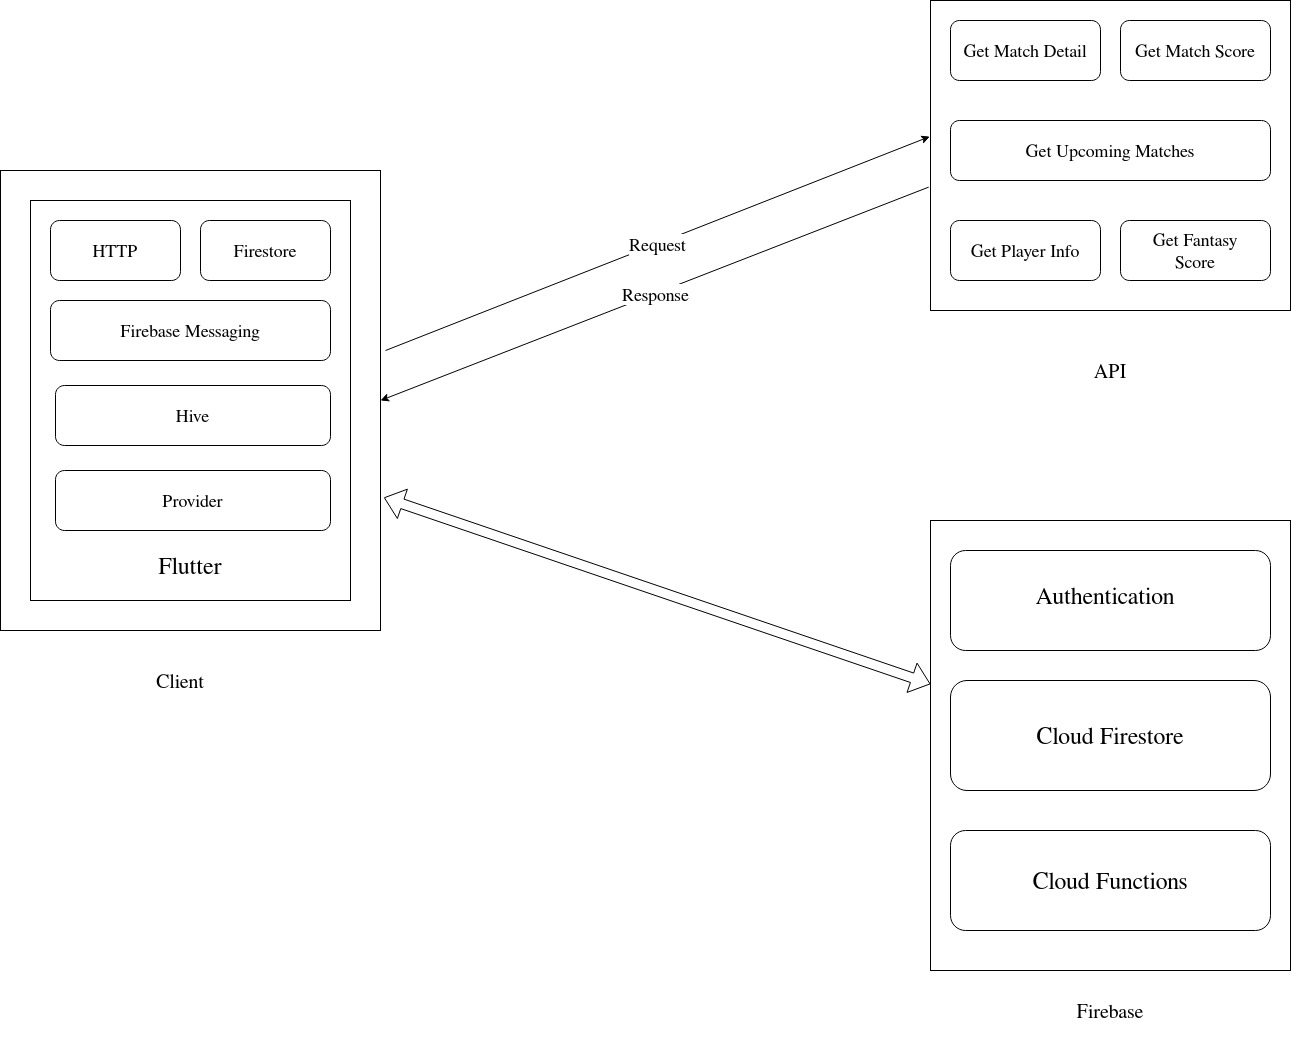 Get Match Detail
Get Match Score
Get Upcoming Matches
Get Player Info
Get Fantasy
Score
API
HTTP
Firestore
Firebase Messaging
Hive
Provider
Flutter
Client
Request
Response
Authentication
Cloud Firestore
Cloud Functions
Firebase